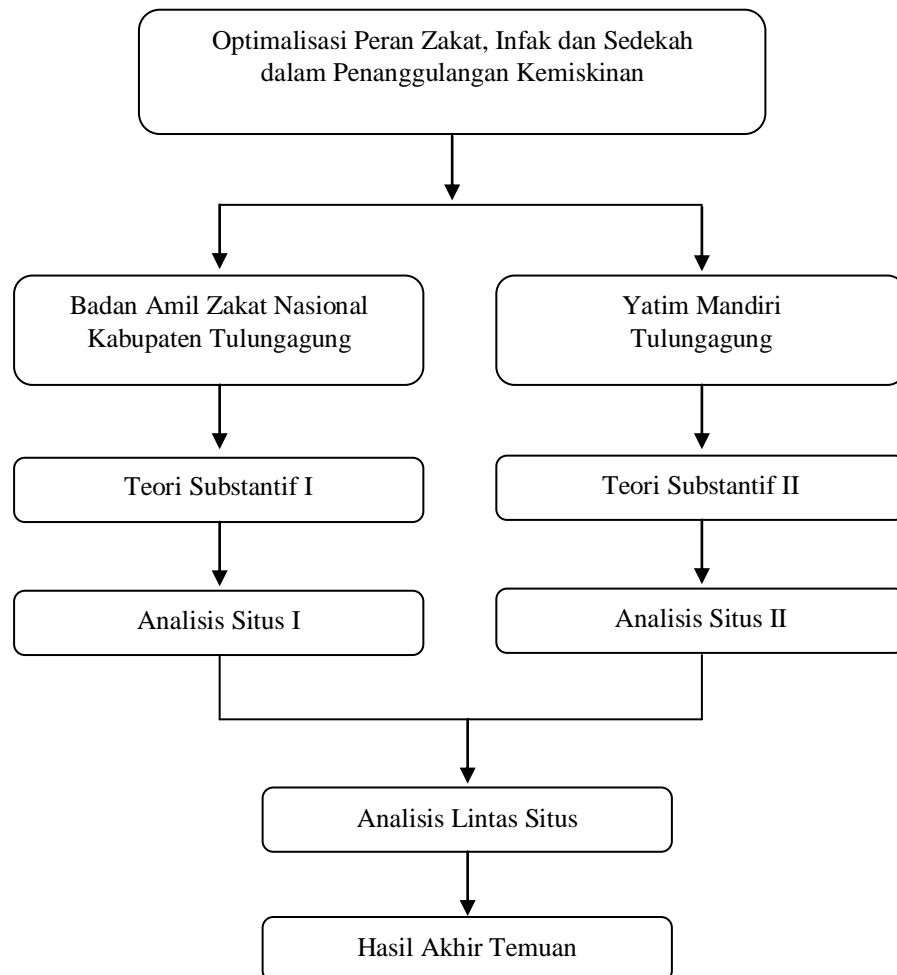 Optimalisasi Peran Zakat, Infak dan Sedekah
dalam Penanggulangan Kemiskinan
Badan Amil Zakat Nasional
Kabupaten Tulungagung
Yatim Mandiri
Tulungagung
Teori Substantif I
Teori Substantif II
Analisis Situs I
Analisis Situs II
Analisis Lintas Situs
Hasil Akhir Temuan